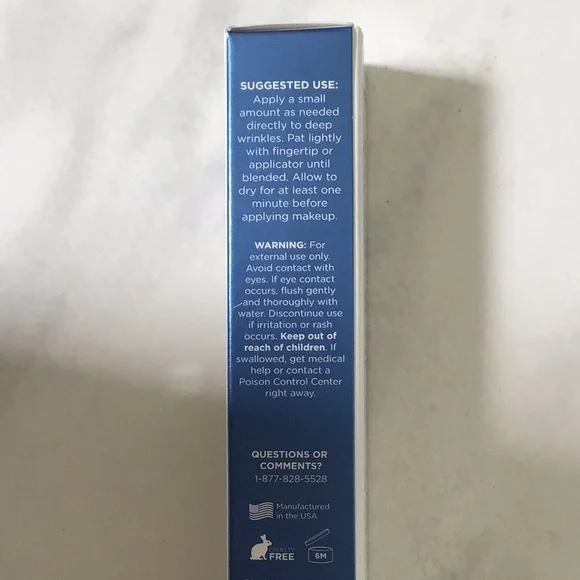 SUGGESTED USE:
Apply a small
amount as needed
directly to deep
wrinkles. Pat lightly
with fingertip or
applicator until
blended. Allow to
dry for at least one
minute before
applying makeup.
WARNING: For
external use only.
Avoid contact with
eyes. If eye contact
occurs, flush gently
and thoroughly with
water. Discontinue use
if irritation or rash
occurs. Keep out of
reach of children. If
swallowed, get medical
help or contact a
Poison Control Center
right away.
QUESTIONS OR
COMMENTS?
1-877-828-5528
Manufactured
in the USA
CRUELTY
FREE
6M